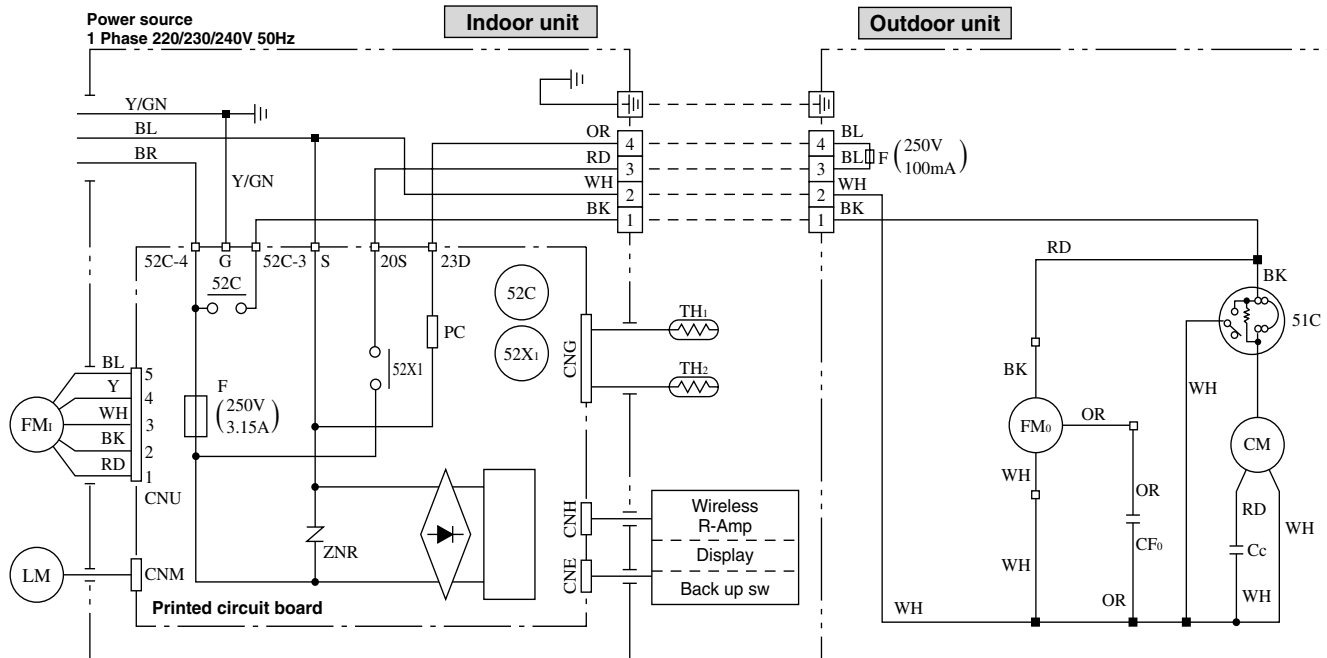 Power source
1 Phase 220/230/240V 50Hz
Indoor unit
Outdoor unit
Y/GN
BL
BR
Y/GN
OR
RD
WH
BK
4
3
2
1
4
3
2
1
BL
BL
WH
BK
F (250V 100mA)
52C-4
G
52C-3
S
20S
23D
52C
52C
52X1
52X1
PC
CNG
TH1
TH2
F (250V 3.15A)
FMI
BL
Y
WH
BK
RD
5
4
3
2
1
CNU
LM
CNM
ZNR
Printed circuit board
CNH
CNE
Wireless
R-Amp
Display
Back up sw
RD
BK
51C
BK
WH
FM0
OR
CM
WH
OR
RD
WH
CF0
Cc
WH
OR
WH
WH